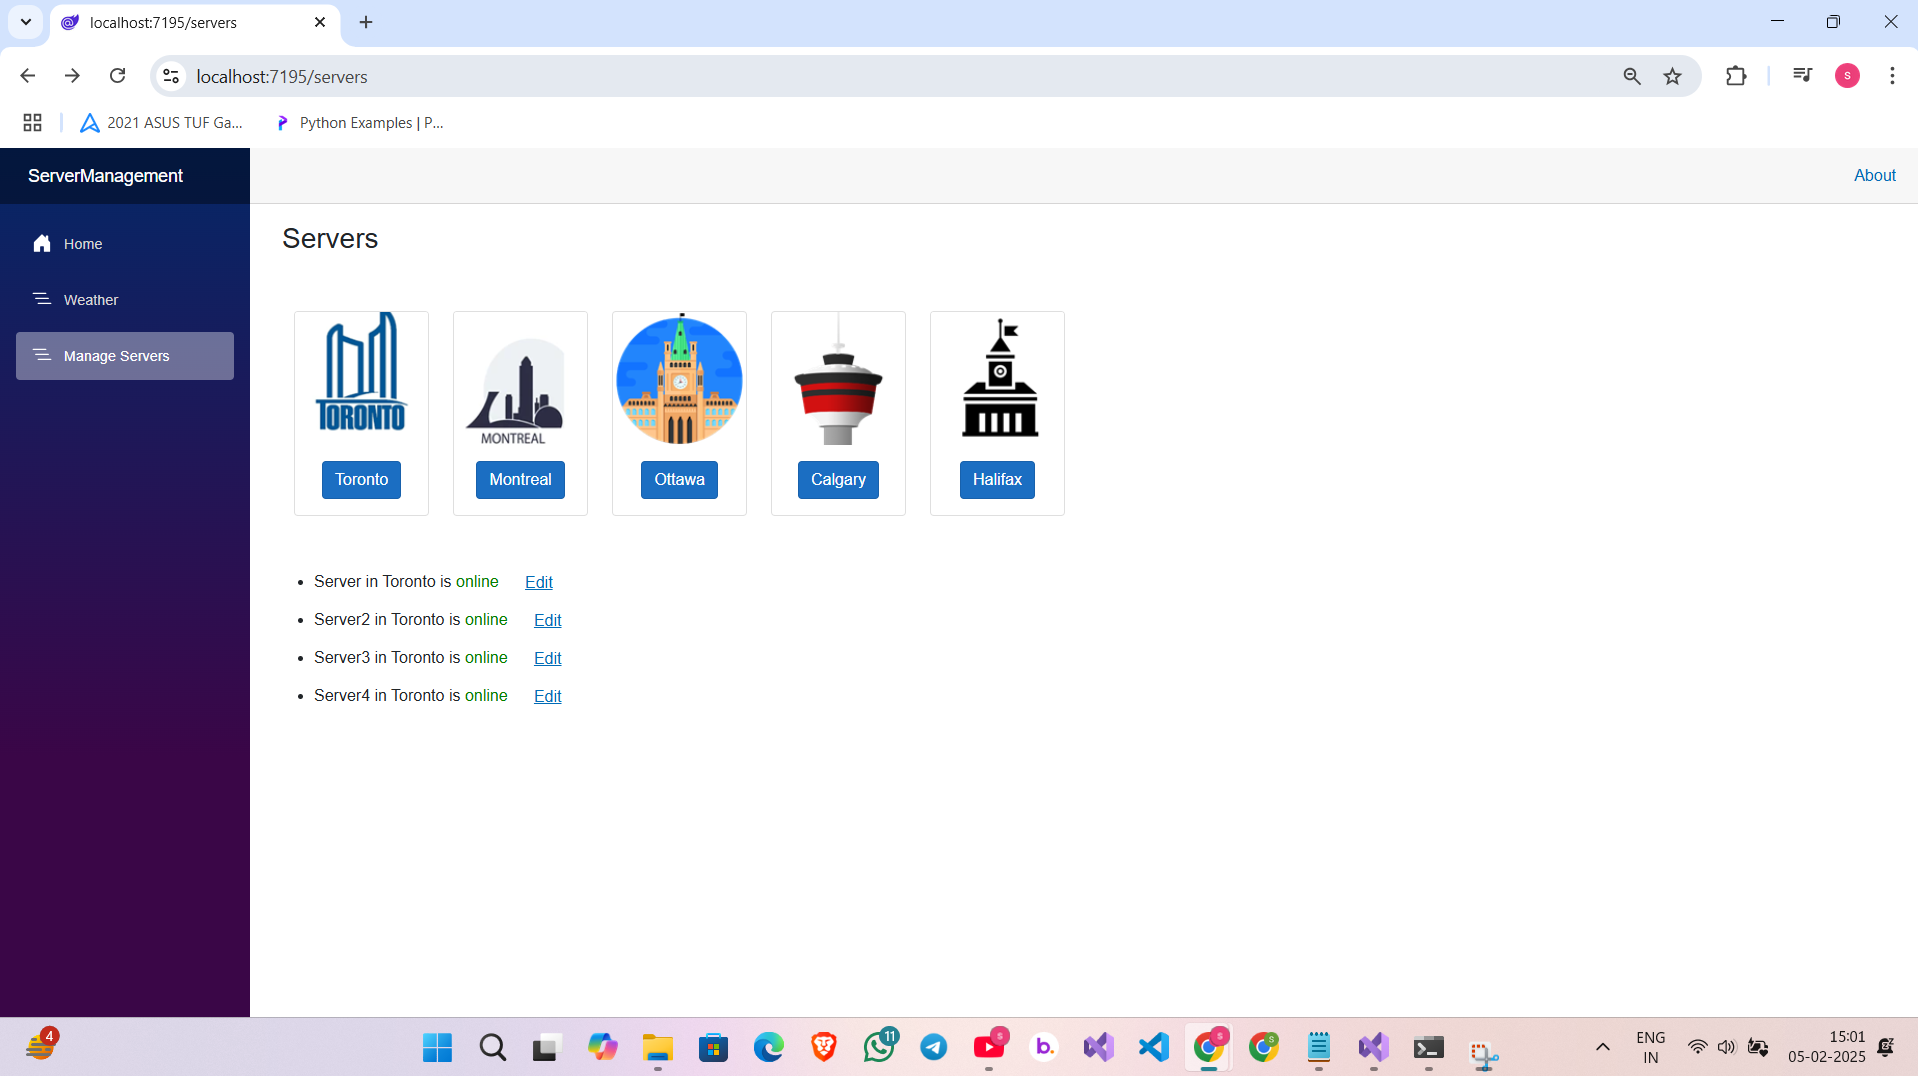 localhost:7195/servers
localhost:7195/servers
2021 ASUS TUF Ga...
Python Examples | P...
ServerManagement
About
Home
Weather
Manage Servers
Servers
TORONTO
MONTREAL
Toronto
Montreal
Ottawa
Calgary
Halifax
Server in Toronto is online Edit
Server2 in Toronto is online Edit
Server3 in Toronto is online Edit
Server4 in Toronto is online Edit
4
11
S
b.
S
S
ENG
IN
15:01
05-02-2025